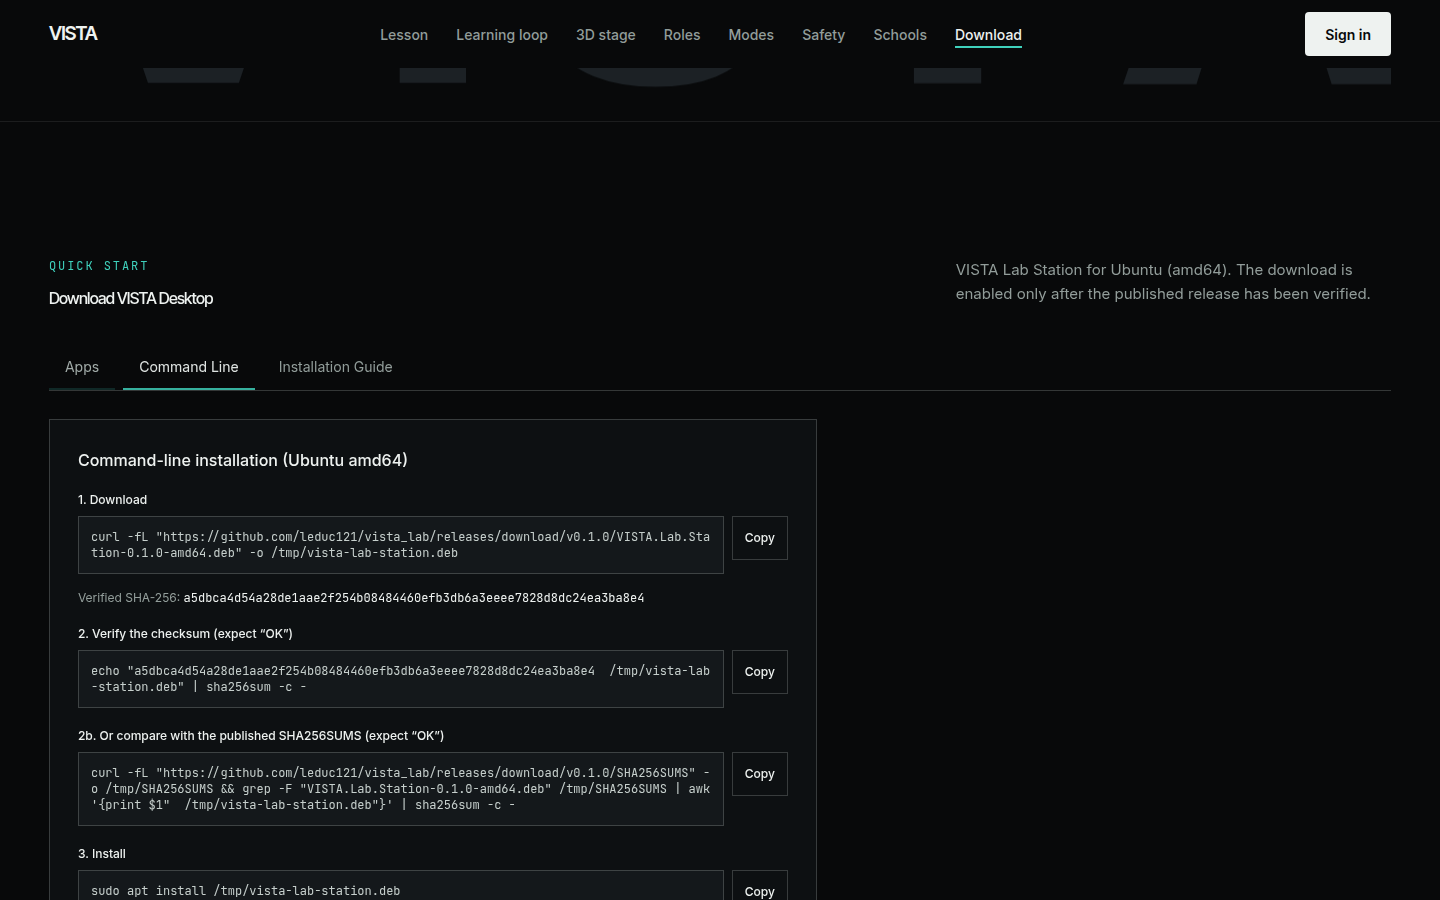 VISTA
Lesson
Learning loop
3D stage
Roles
Modes
Safety
Schools
Download
Sign in
QUICK START
Download VISTA Desktop
VISTA Lab Station for Ubuntu (amd64). The download is
enabled only after the published release has been verified.
Apps
Command Line
Installation Guide
Command-line installation (Ubuntu amd64)
1. Download
curl -fL "https://github.com/leduc121/vista_lab/releases/download/v0.1.0/VISTA.Lab.Sta
tion-0.1.0-amd64.deb" -o /tmp/vista-lab-station.deb
Copy
Verified SHA-256: a5dbca4d54a28de1aae2f254b08484460efb3db6a3eeee7828d8dc24ea3ba8e4
2. Verify the checksum (expect “OK”)
echo "a5dbca4d54a28de1aae2f254b08484460efb3db6a3eeee7828d8dc24ea3ba8e4  /tmp/vista-lab
-station.deb" | sha256sum -c -
Copy
2b. Or compare with the published SHA256SUMS (expect “OK”)
curl -fL "https://github.com/leduc121/vista_lab/releases/download/v0.1.0/SHA256SUMS" -
o /tmp/SHA256SUMS && grep -F "VISTA.Lab.Station-0.1.0-amd64.deb" /tmp/SHA256SUMS | awk
'{print $1"  /tmp/vista-lab-station.deb"}' | sha256sum -c -
Copy
3. Install
sudo apt install /tmp/vista-lab-station.deb
Copy